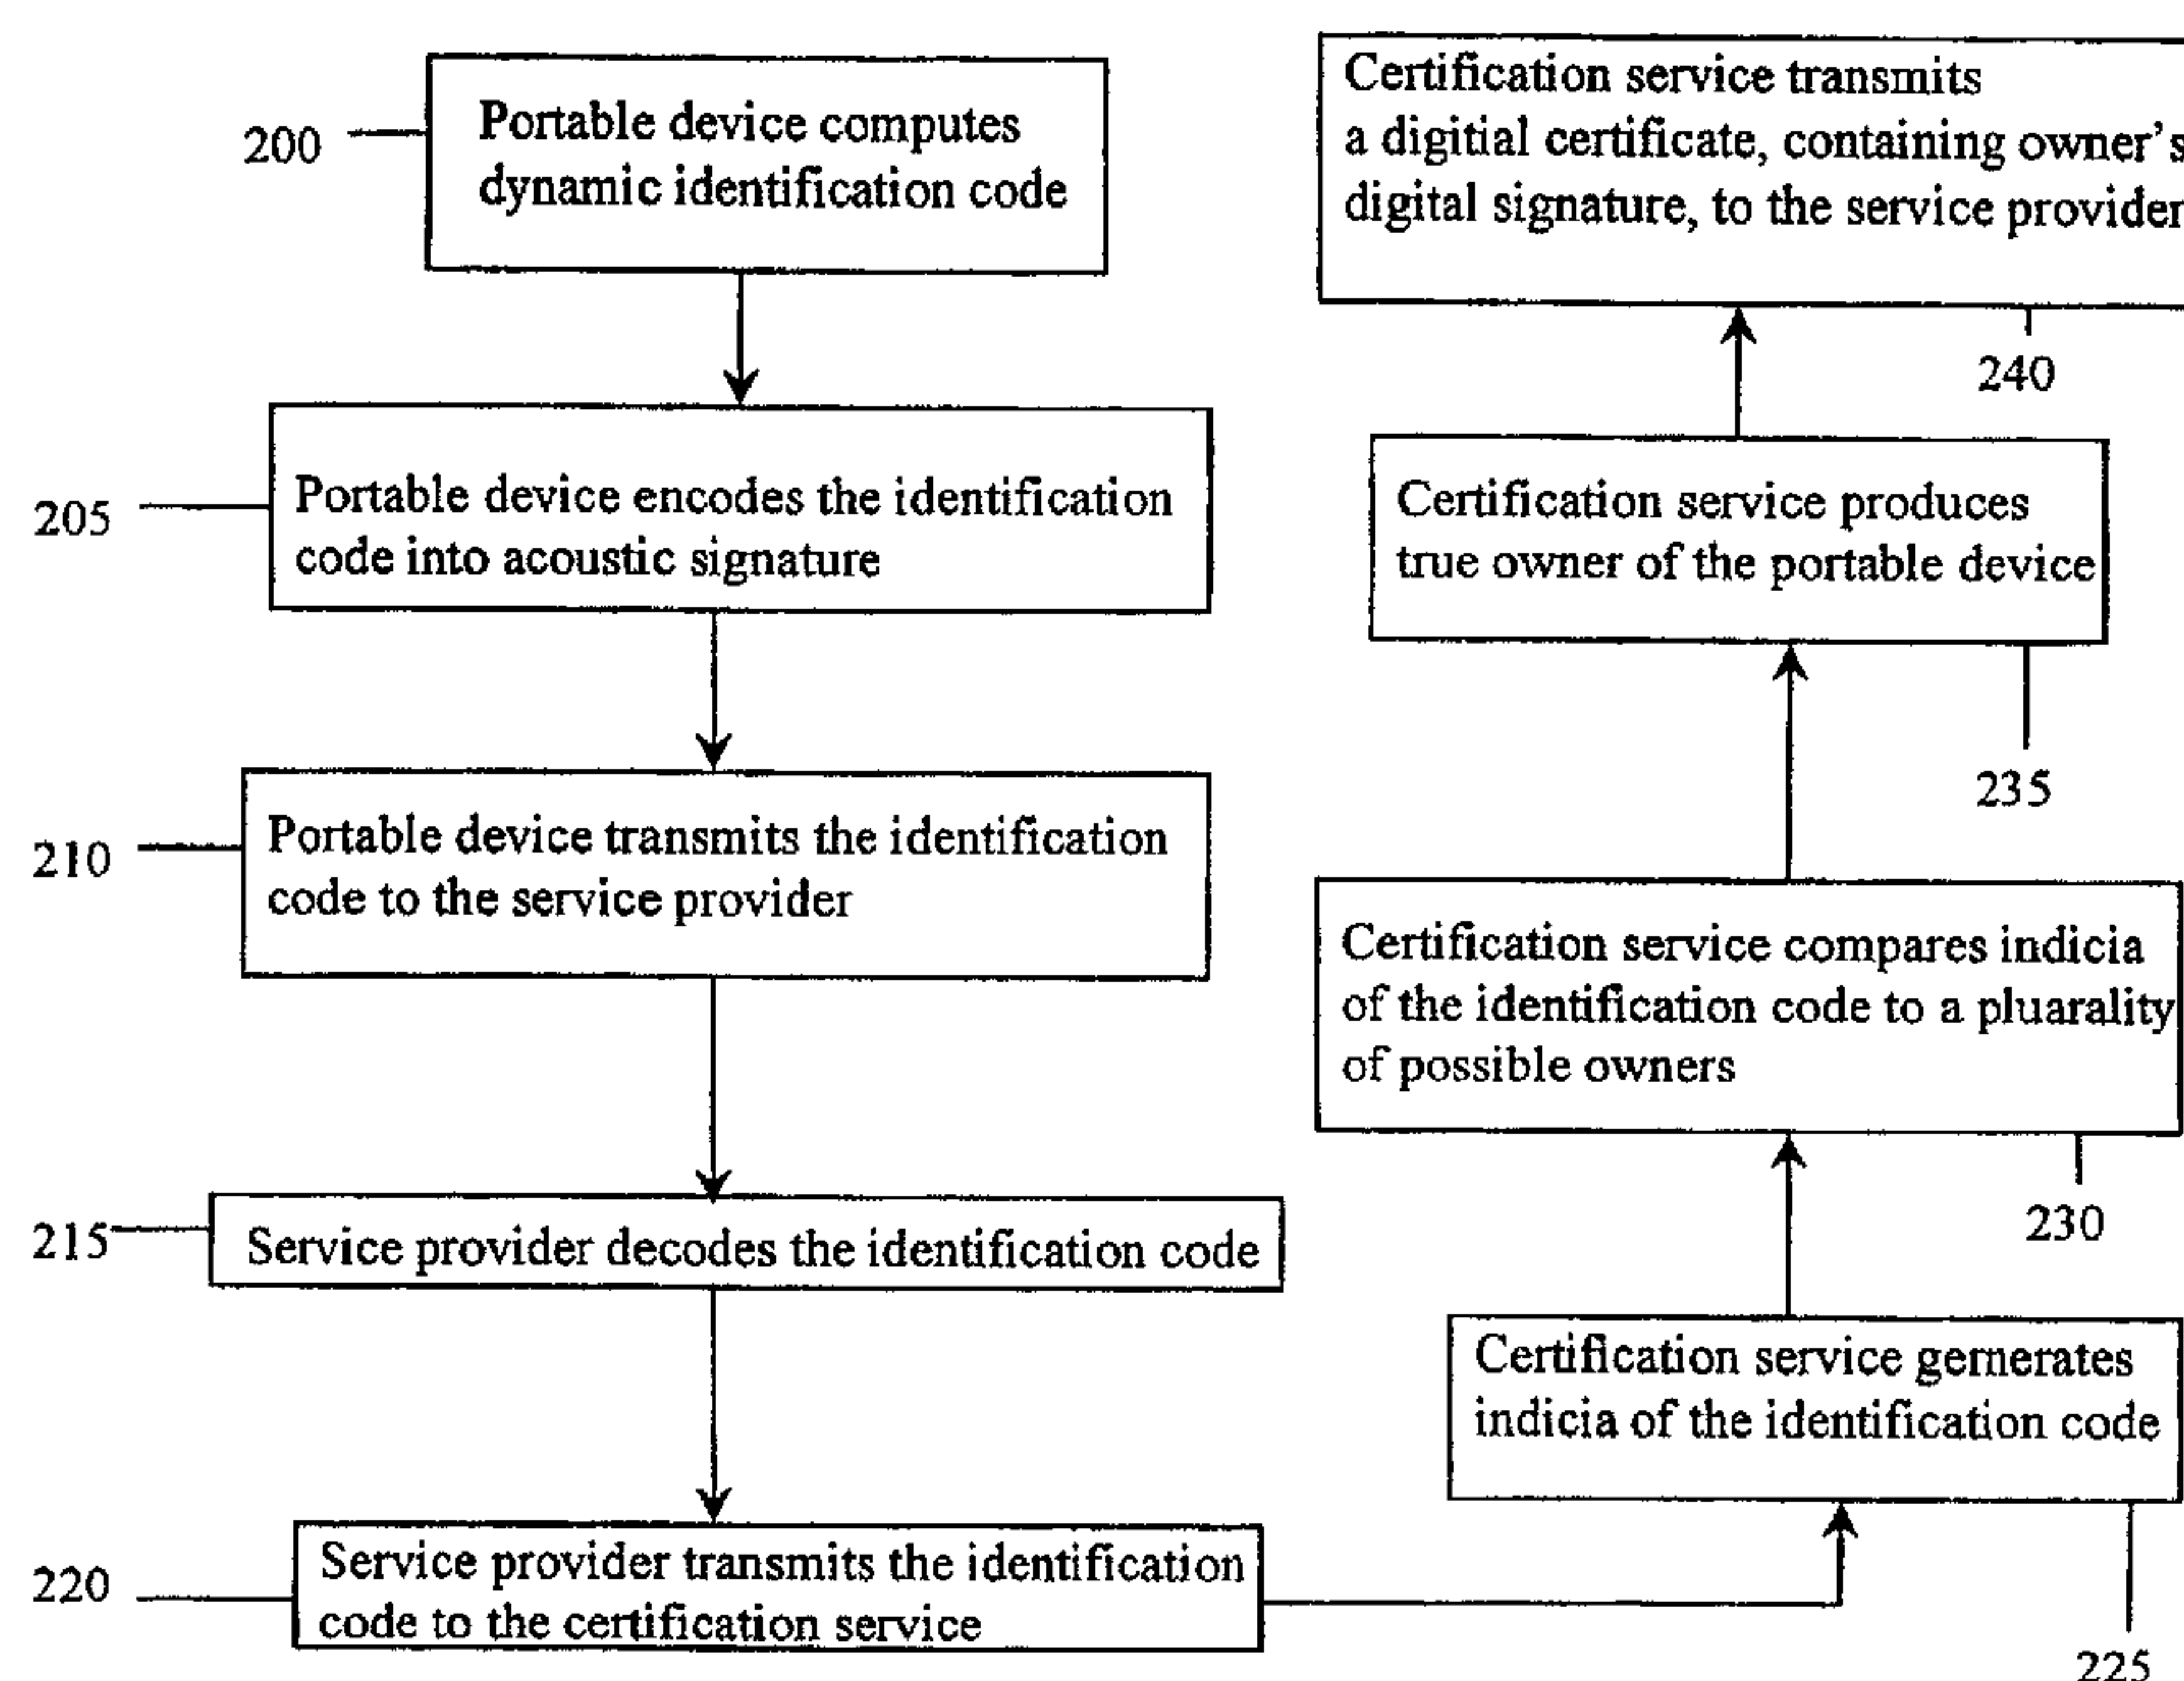 200
Portable device computes
dynamic identification code
205
Portable device encodes the identification
code into acoustic signature
210
Portable device transmits the identification
code to the service provider
215
Service provider decodes the identification code
220
Service provider transmits the identification
code to the certification service
Certification service gemerates
indicia of the identification code
225
Certification service compares indicia
of the identification code to a pluarality
of possible owners
230
Certification service produces
true owner of the portable device
235
Certification service transmits
a digitial certificate, containing owner's
digital signature, to the service provider
240